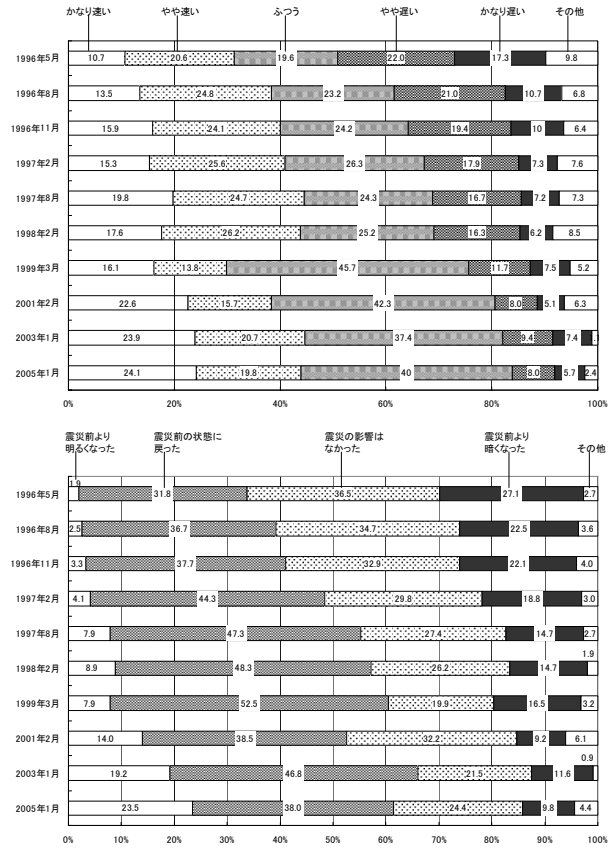 かなり速い やや速い ふつう やや遅い かなり遅い その他
1996年5月 10.7 20.6 19.6 22.0 17.3 9.8
1996年8月 13.5 24.8 23.2 21.0 10.7 6.8
1996年11月 15.9 24.1 24.2 19.4 10 6.4
1997年2月 15.3 25.6 26.3 17.9 7.3 7.6
1997年8月 19.8 24.7 24.3 16.7 7.2 7.3
1998年2月 17.6 26.2 25.2 16.3 6.2 8.5
1999年3月 16.1 13.8 45.7 11.7 7.5 5.2
2001年2月 22.6 15.7 42.3 8.0 5.1 6.3
2003年1月 23.9 20.7 37.4 9.4 7.4
2005年1月 24.1 19.8 40 8.0 5.7 2.4
0% 20% 40% 60% 80% 100%
震災前より 震災前の状態に 震災の影響は 震災前より その他
明るくなった 戻った なかった 暗くなった
1996年5月 1.9 31.8 36.5 27.1 2.7
1996年8月 2.5 36.7 34.7 22.5 3.6
1996年11月 3.3 37.7 32.9 22.1 4.0
1997年2月 4.1 44.3 29.8 18.8 3.0
1997年8月 7.9 47.3 27.4 14.7 2.7
1998年2月 8.9 48.3 26.2 14.7 1.9
1999年3月 7.9 52.5 19.9 16.5 3.2
2001年2月 14.0 38.5 32.2 9.2 6.1
2003年1月 19.2 46.8 21.5 11.6 0.9
2005年1月 23.5 38.0 24.4 9.8 4.4
0% 10% 20% 30% 40% 50% 60% 70% 80% 90% 100%